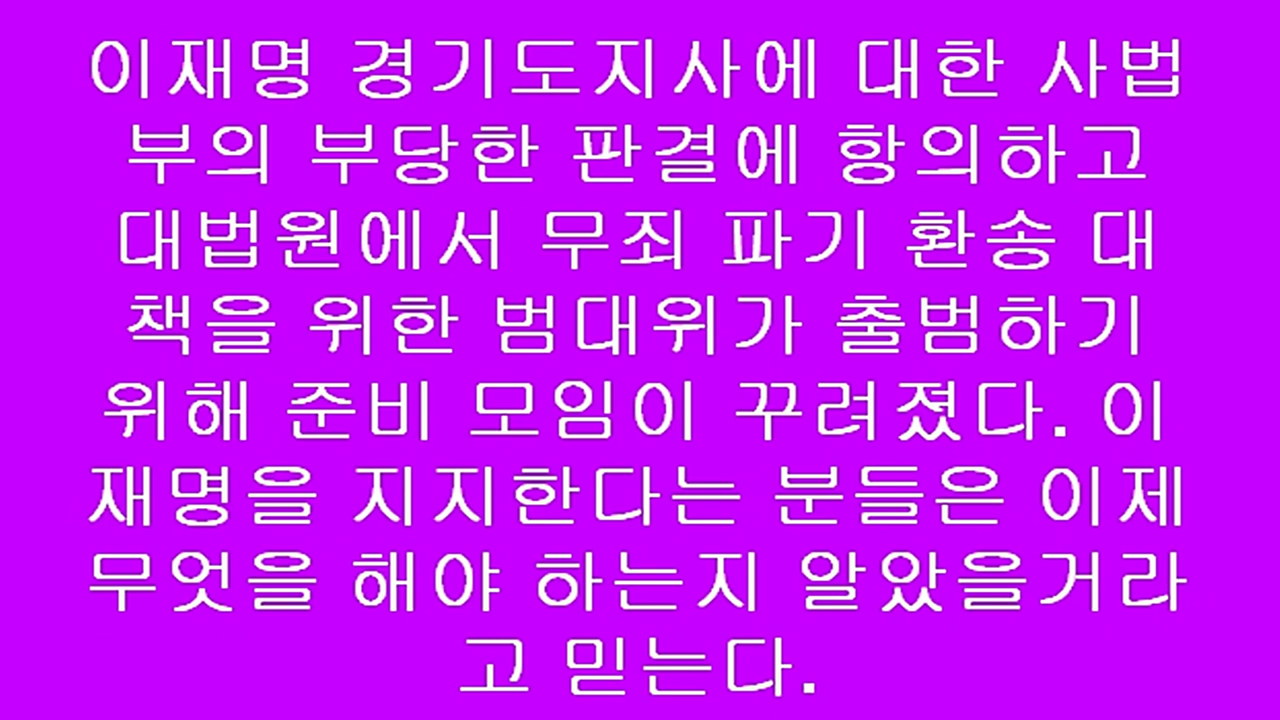 이재명 경기도지사에 대한 사법
부의 부당한 판결에 항의하고
대법원에서 무죄 파기 환송 대
책을 위한 범대위가 출범하기
위해 준비 모임이 꾸려졌다. 이
재명을 지지한다는 분들은 이제
무엇을 해야 하는지 알았을거라
고 믿는다.